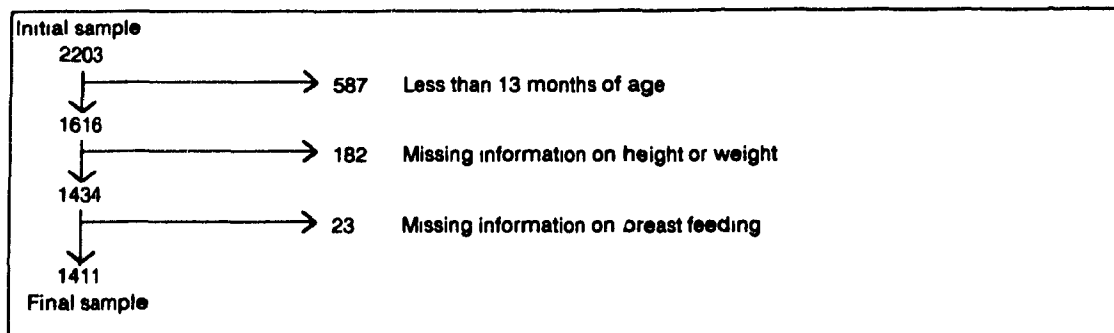 Initial sample
2203
587 Less than 13 months of age
1616
182 Missing information on height or weight
1434
23 Missing information on breast feeding
1411
Final sample